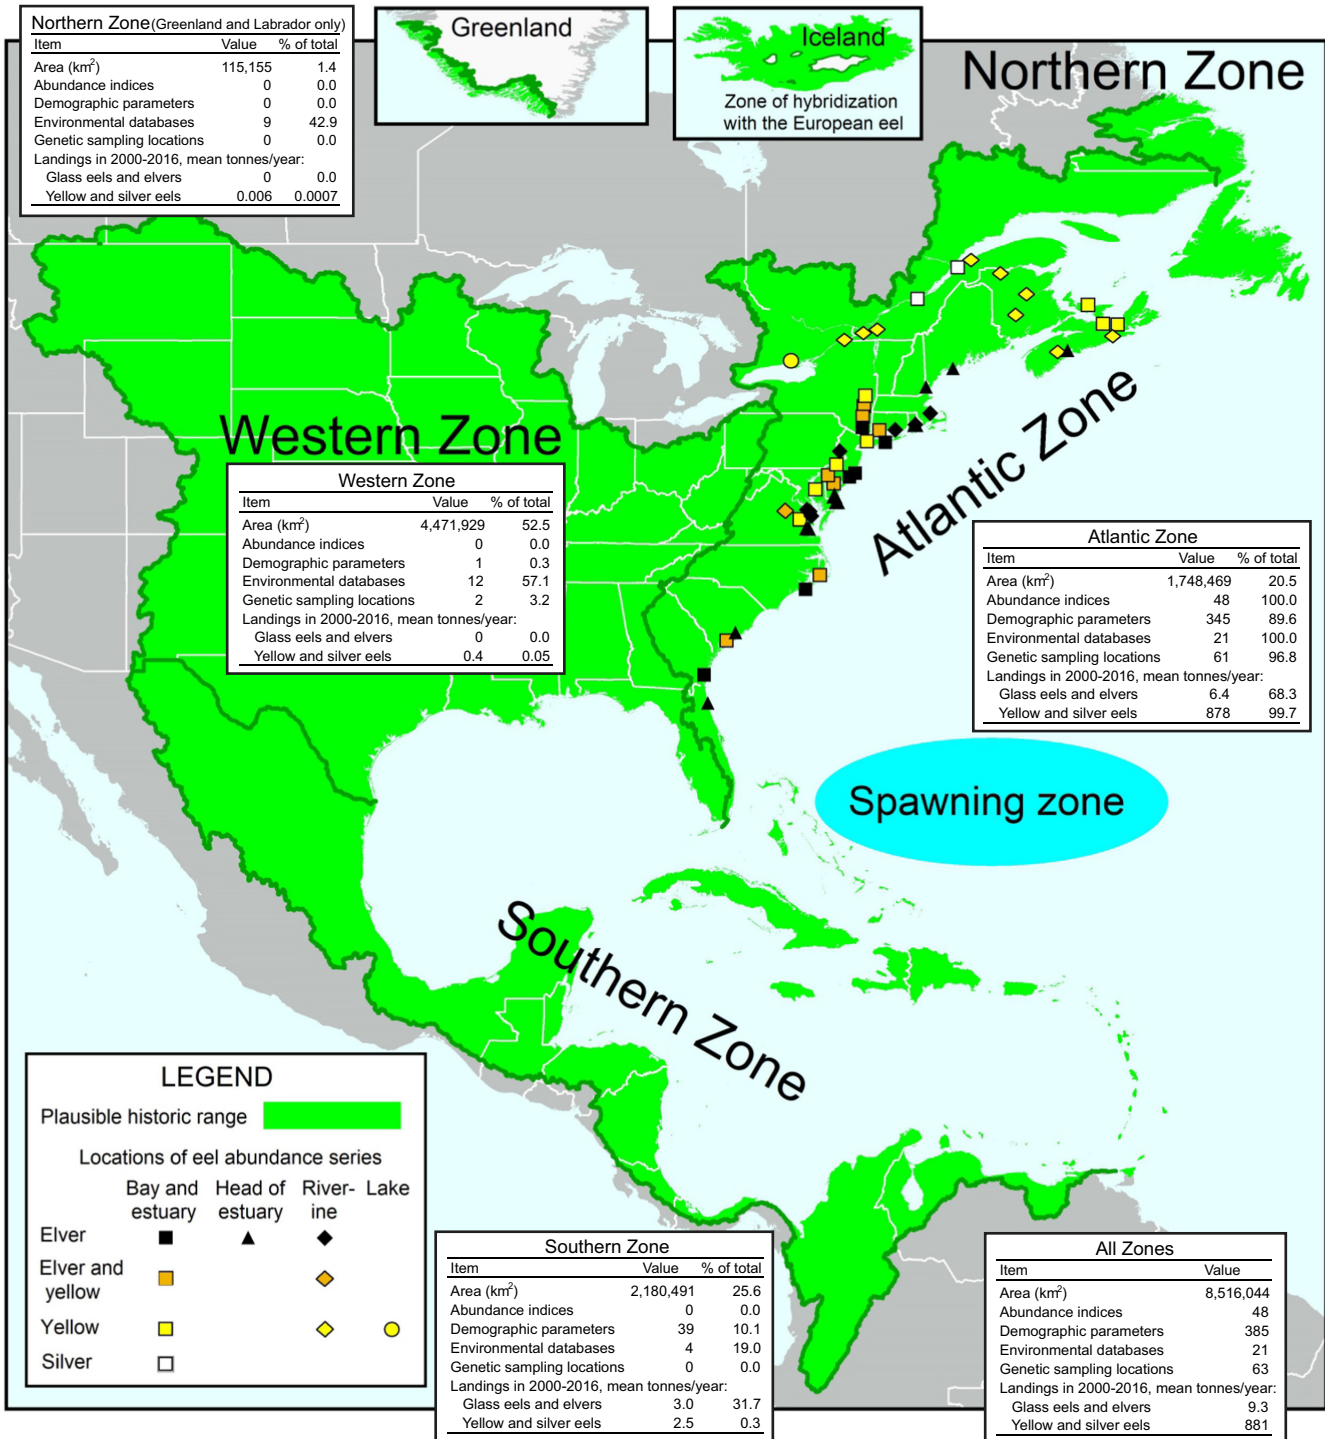 Northern Zone(Greenland and Labrador only)
Item Value % of total
Area (km²) 115,155 1.4
Abundance indices 0 0.0
Demographic parameters 0 0.0
Environmental databases 9 42.9
Genetic sampling locations 0 0.0
Landings in 2000-2016, mean tonnes/year:
Glass eels and elvers 0 0.0
Yellow and silver eels 0.006 0.0007
Greenland
Iceland
Zone of hybridization
with the European eel
Northern Zone
Western Zone
Western Zone
Item Value % of total
Area (km²) 4,471,929 52.5
Abundance indices 0 0.0
Demographic parameters 1 0.3
Environmental databases 12 57.1
Genetic sampling locations 2 3.2
Landings in 2000-2016, mean tonnes/year:
Glass eels and elvers 0 0.0
Yellow and silver eels 0.4 0.05
Atlantic Zone
Atlantic Zone
Item Value % of total
Area (km²) 1,748,469 20.5
Abundance indices 48 100.0
Demographic parameters 345 89.6
Environmental databases 21 100.0
Genetic sampling locations 61 96.8
Landings in 2000-2016, mean tonnes/year:
Glass eels and elvers 6.4 68.3
Yellow and silver eels 878 99.7
Spawning zone
Southern Zone
LEGEND
Plausible historic range
Locations of eel abundance series
Bay and Head of River- Lake
estuary estuary ine
Elver
Elver and
yellow
Yellow
Silver
Southern Zone
Item Value % of total
Area (km²) 2,180,491 25.6
Abundance indices 0 0.0
Demographic parameters 39 10.1
Environmental databases 4 19.0
Genetic sampling locations 0 0.0
Landings in 2000-2016, mean tonnes/year:
Glass eels and elvers 3.0 31.7
Yellow and silver eels 2.5 0.3
All Zones
Item Value
Area (km²) 8,516,044
Abundance indices 48
Demographic parameters 385
Environmental databases 21
Genetic sampling locations 63
Landings in 2000-2016, mean tonnes/year:
Glass eels and elvers 9.3
Yellow and silver eels 881